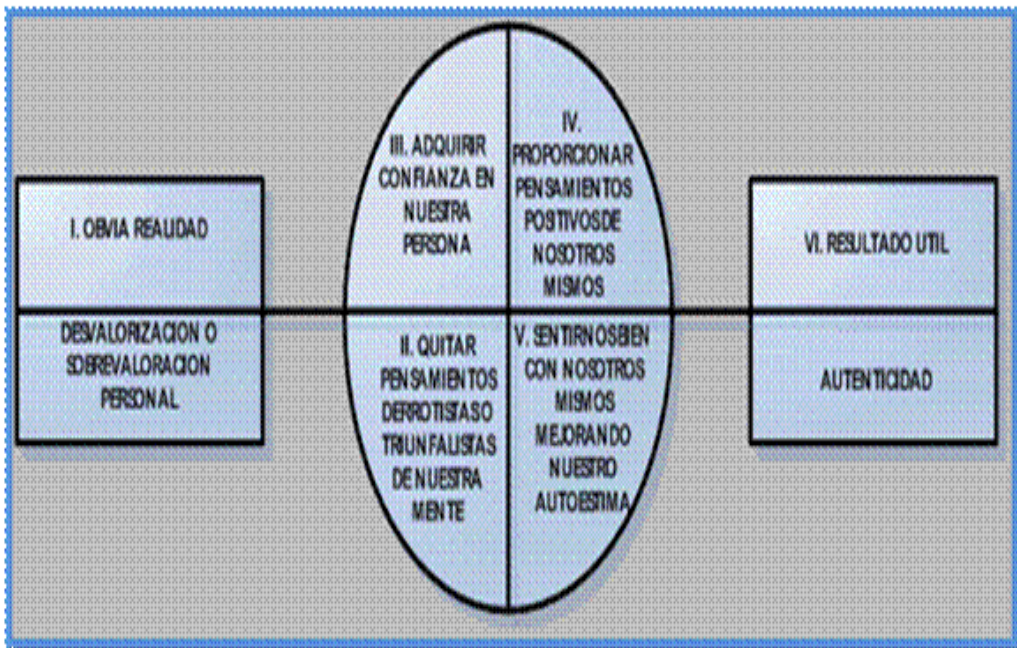 I. OBVIA REALIDAD
DESVALORIZACION O
SOBREVALORACION
PERSONAL
III. ADQUIRIR
CONFIANZA EN
NUESTRA
PERSONA
IV.
PROPORCIONAR
PENSAMIENTOS
POSITIVOS DE
NOSOTROS
MISMOS
II. QUITAR
PENSAMIENTOS
DERROTISTAS O
TRIUNFALISTAS
DE NUESTRA
MENTE
V. SENTIRNOS BIEN
CON NOSOTROS
MISMOS
MEJORANDO
NUESTRO
AUTOESTIMA
VI. RESULTADO UTIL
AUTENTICIDAD